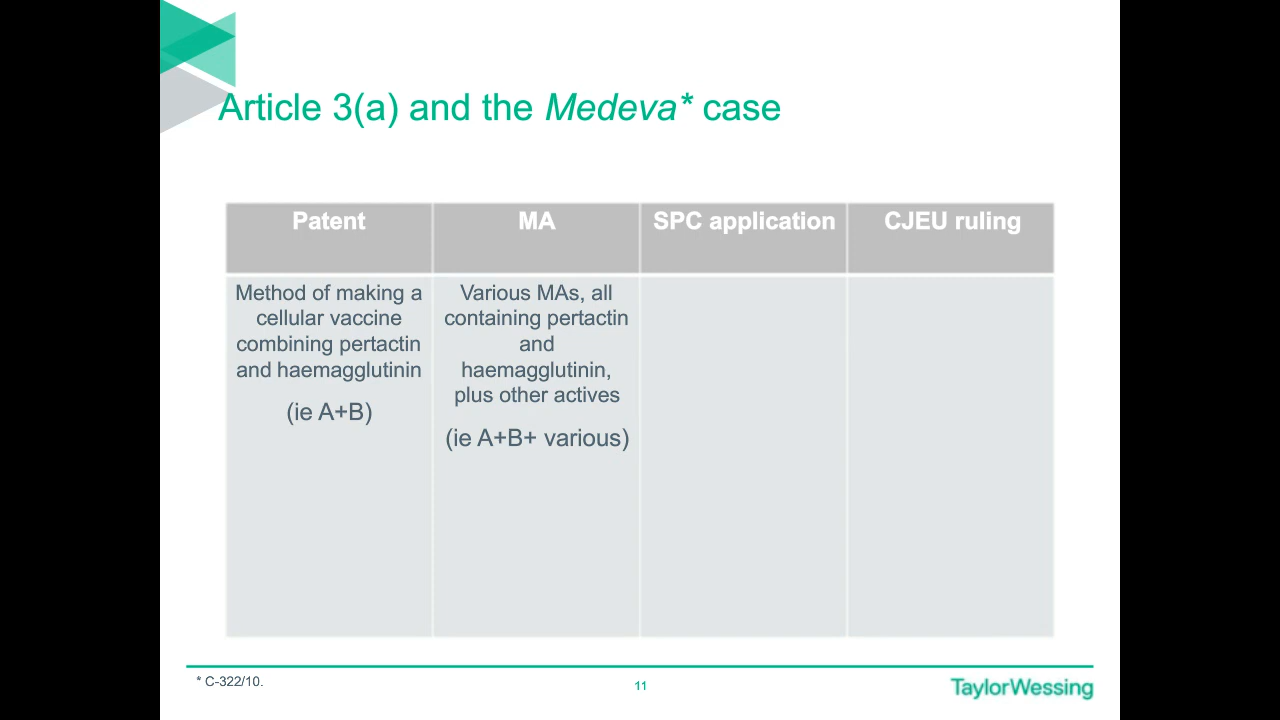 Article 3(a) and the Medeva* case
Patent
MA
SPC application
CJEU ruling
Method of making a
cellular vaccine
combining pertactin
and haemagglutinin
(ie A+B)
Various MAs, all
containing pertactin
and
haemagglutinin,
plus other actives
(ie A+B+ various)
* C-322/10.
11
TaylorWessing